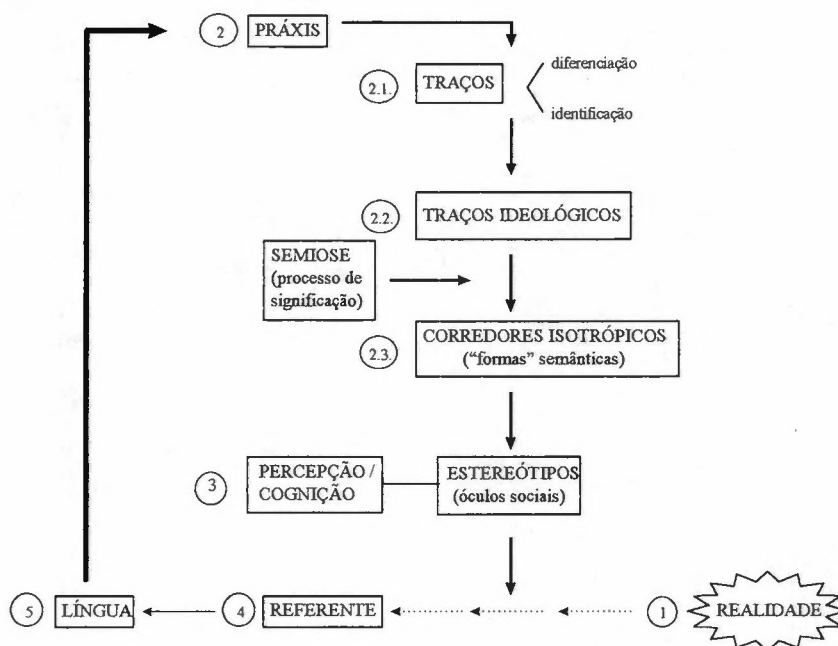 2 PRÁXIS
2.1. TRAÇOS
diferenciação
identificação
2.2. TRAÇOS IDEOLÓGICOS
SEMIOSE
(processo de
significação)
2.3. CORREDORES ISOTRÓPICOS
("formas" semânticas)
3 PERCEPÇÃO /
COGNIÇÃO
ESTEREÓTIPOS
(óculos sociais)
5 LÍNGUA
4 REFERENTE
1 REALIDADE